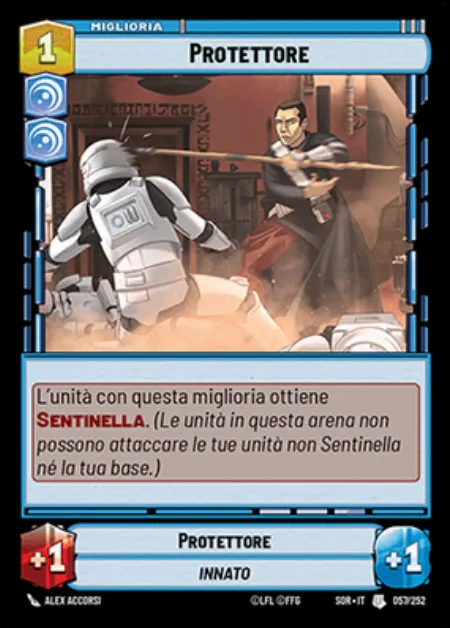 MIGLIORIA
1
PROTETTORE
L'unità con questa miglioria ottiene
SENTINELLA. (Le unità in questa arena non
possono attaccare le tue unità non Sentinella
né la tua base.)
+1
PROTETTORE
+1
INNATO
ALEX ACCORSI
©LFL ©FFG
SOR • IT
057/252